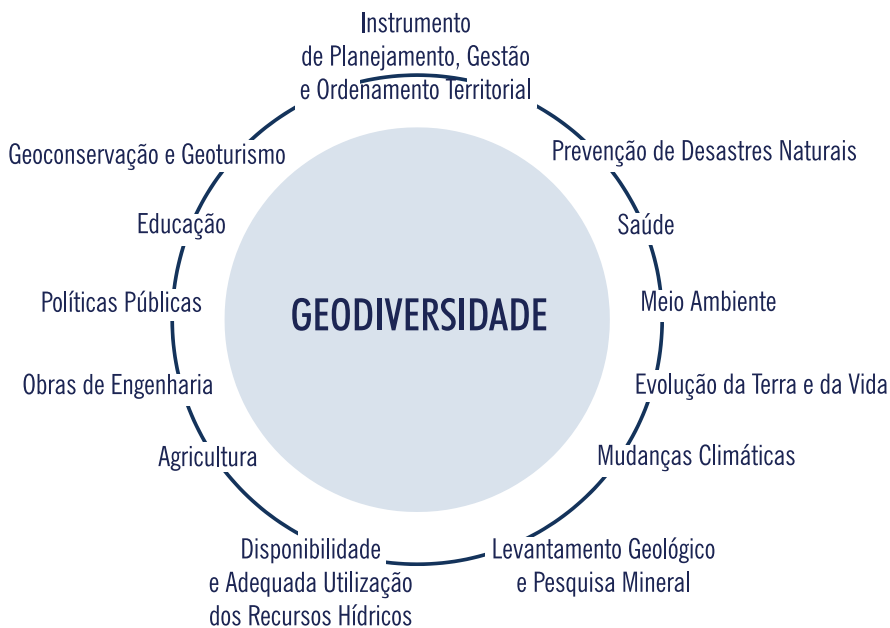 Instrumento
de Planejamento, Gestão
e Ordenamento Territorial
Prevenção de Desastres Naturais
Saúde
Meio Ambiente
Evolução da Terra e da Vida
Mudanças Climáticas
Levantamento Geológico
e Pesquisa Mineral
Disponibilidade
e Adequada Utilização
dos Recursos Hídricos
Agricultura
Obras de Engenharia
Políticas Públicas
Educação
Geoconservação e Geoturismo
GEODIVERSIDADE